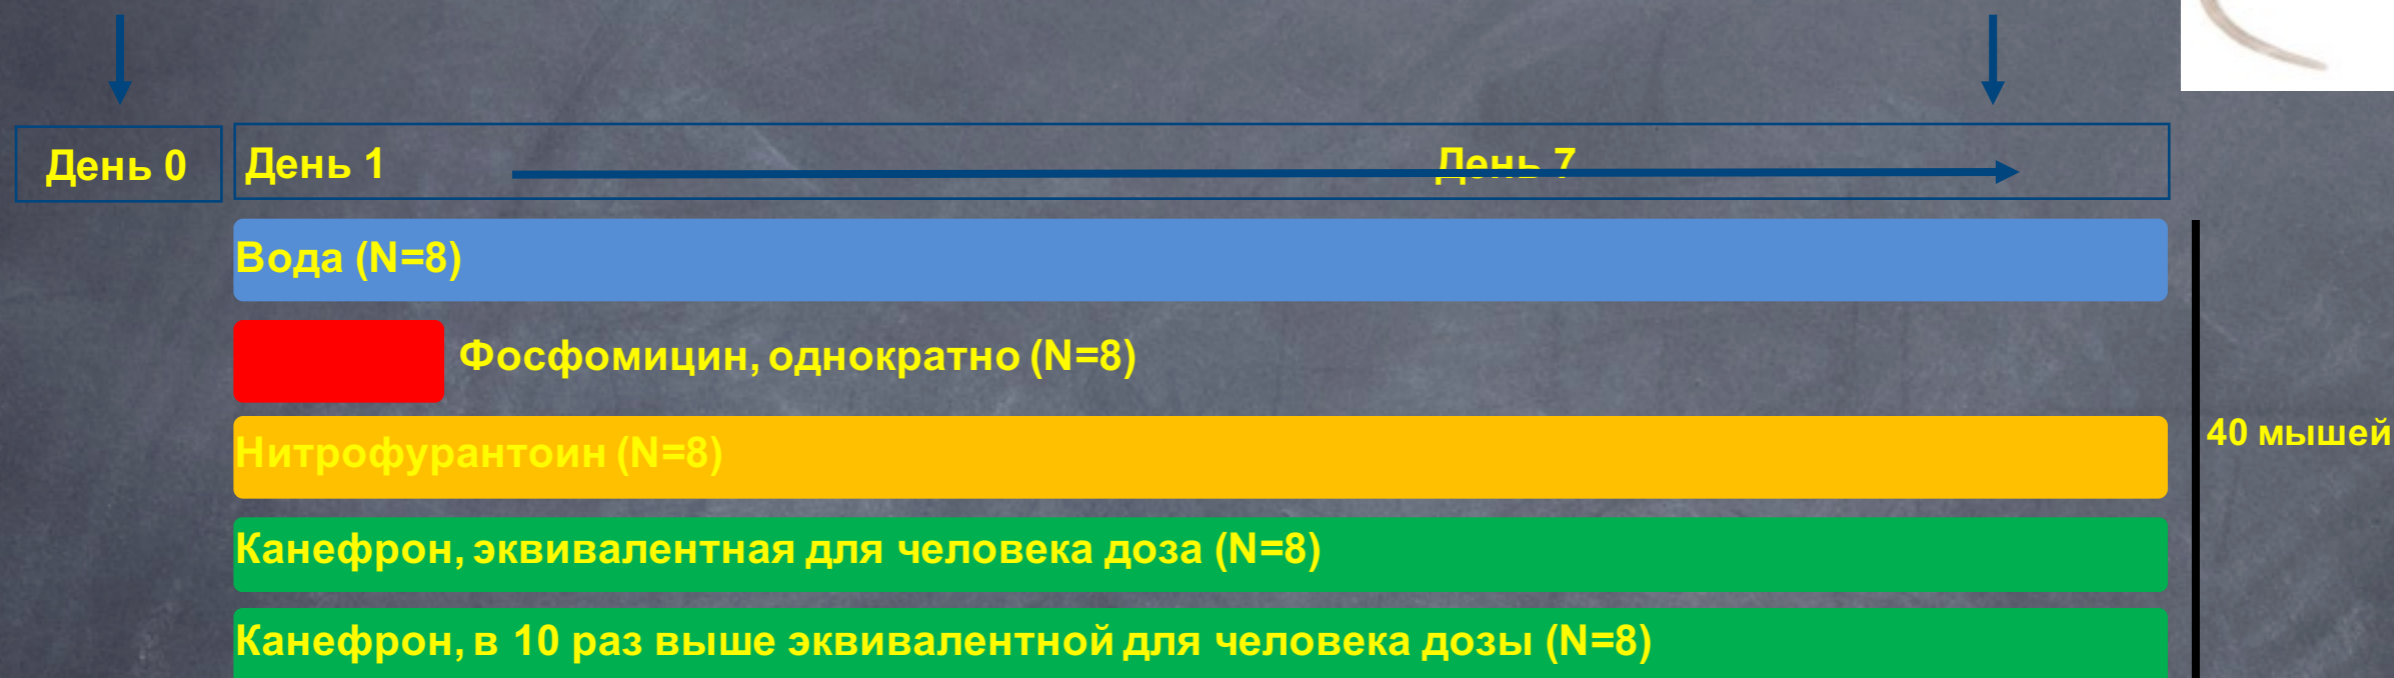 День 0
День 1
День 7
Вода (N=8)
Фосфомицин, однократно (N=8)
Нитрофурантоин (N=8)
40 мышей
Канефрон, эквивалентная для человека доза (N=8)
Канефрон, в 10 раз выше эквивалентной для человека дозы (N=8)